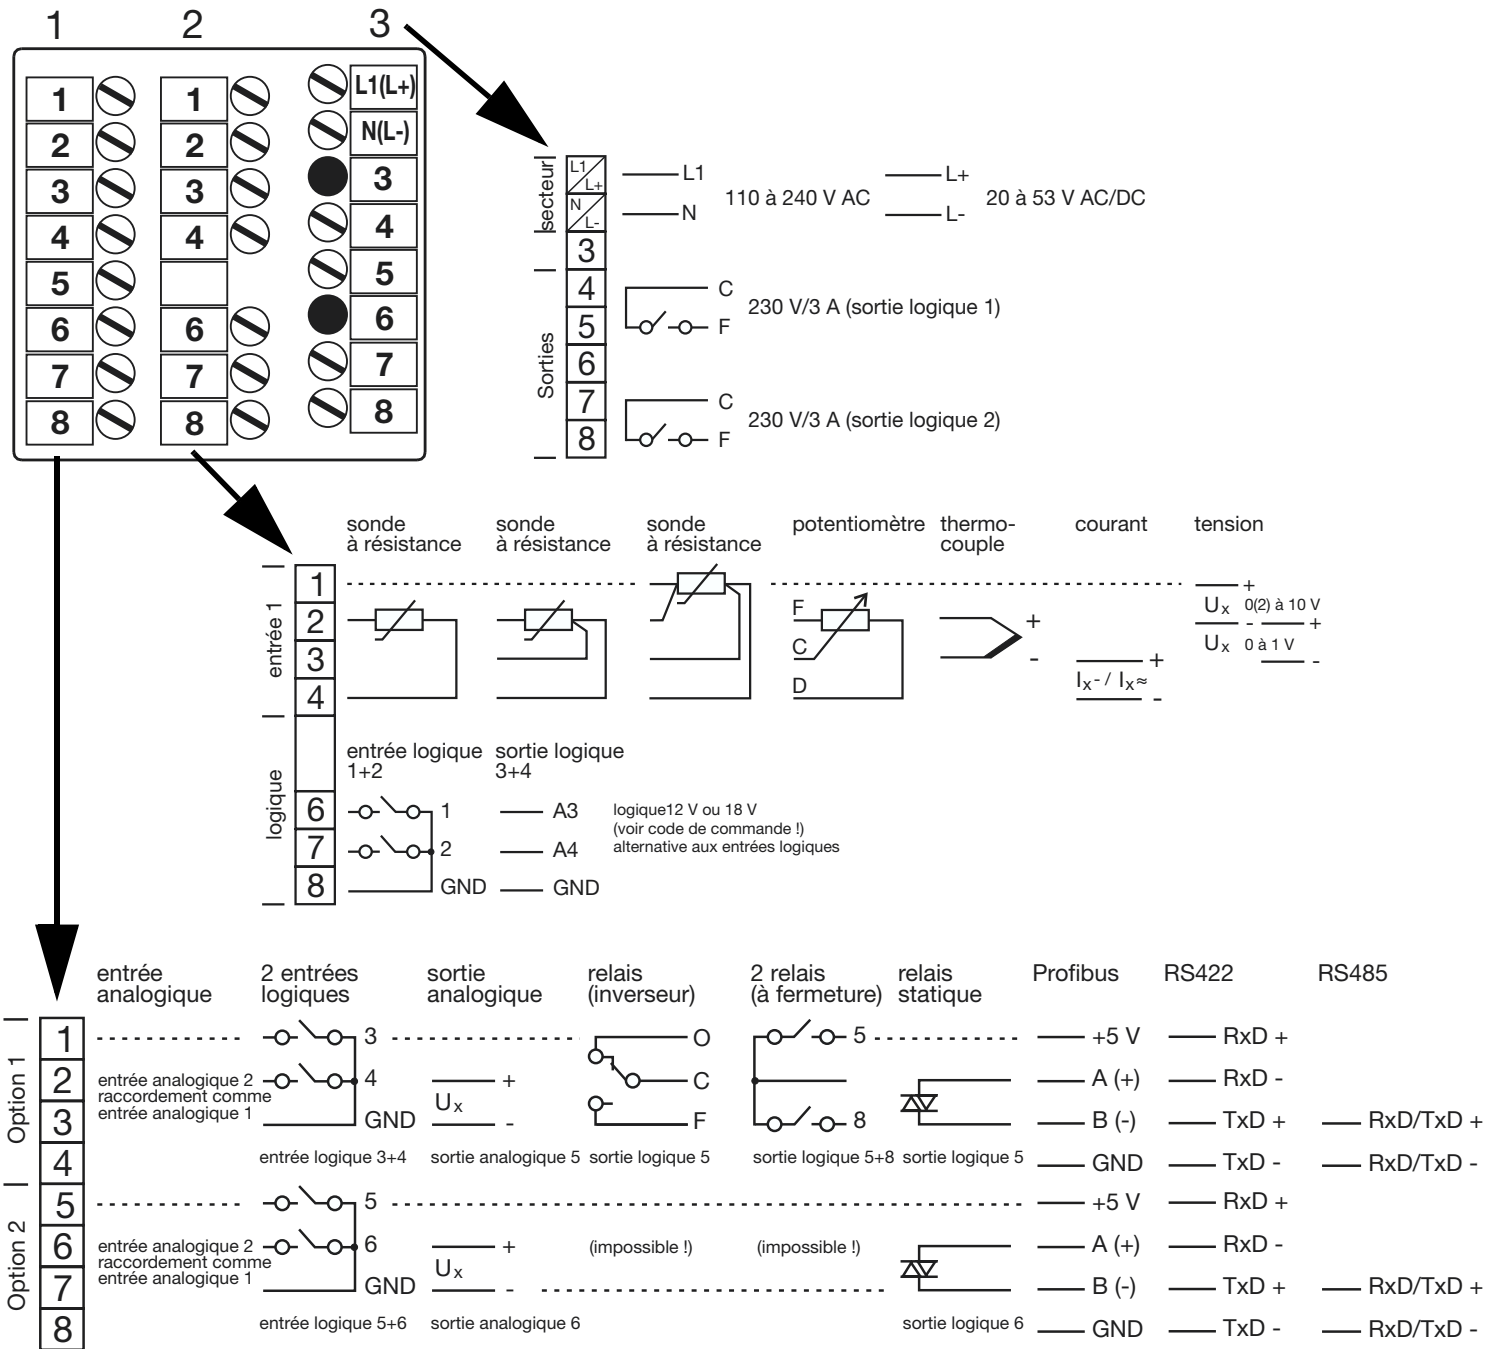 1 2 3
1 1 L1(L+)
2 2 N(L-)
3 3 3
4 4 4
5 5
6 6 6
7 7 7
8 8 8
secteur
L1
L+
N
L-
L1
N
110 à 240 V AC
L+
L-
20 à 53 V AC/DC
3
Sorties
4
5
6
7
8
C
F
230 V/3 A (sortie logique 1)
C
F
230 V/3 A (sortie logique 2)
sonde
à résistance
sonde
à résistance
sonde
à résistance
potentiomètre
thermo-
couple
courant
tension
entrée 1
1
2
3
4
F
C
D
+
-
+
Ix- / Ix≈
-
+
Ux 0(2) à 10 V
- +
Ux 0 à 1 V
-
logique
6
7
8
entrée logique
1+2
1
2
GND
sortie logique
3+4
A3
A4
GND
logique12 V ou 18 V
(voir code de commande !)
alternative aux entrées logiques
entrée
analogique
2 entrées
logiques
sortie
analogique
relais
(inverseur)
2 relais
(à fermeture)
relais
statique
Profibus
RS422
RS485
Option 1
1
2
3
4
entrée analogique 2
raccordement comme
entrée analogique 1
3
4
GND
entrée logique 3+4
+
Ux
-
sortie analogique 5
O
C
F
sortie logique 5
5
8
sortie logique 5+8
sortie logique 5
+5 V
A (+)
B (-)
GND
RxD +
RxD -
TxD +
TxD -
RxD/TxD +
RxD/TxD -
Option 2
5
6
7
8
entrée analogique 2
raccordement comme
entrée analogique 1
5
6
GND
entrée logique 5+6
+
Ux
-
sortie analogique 6
(impossible !)
(impossible !)
sortie logique 6
+5 V
A (+)
B (-)
GND
RxD +
RxD -
TxD +
TxD -
RxD/TxD +
RxD/TxD -